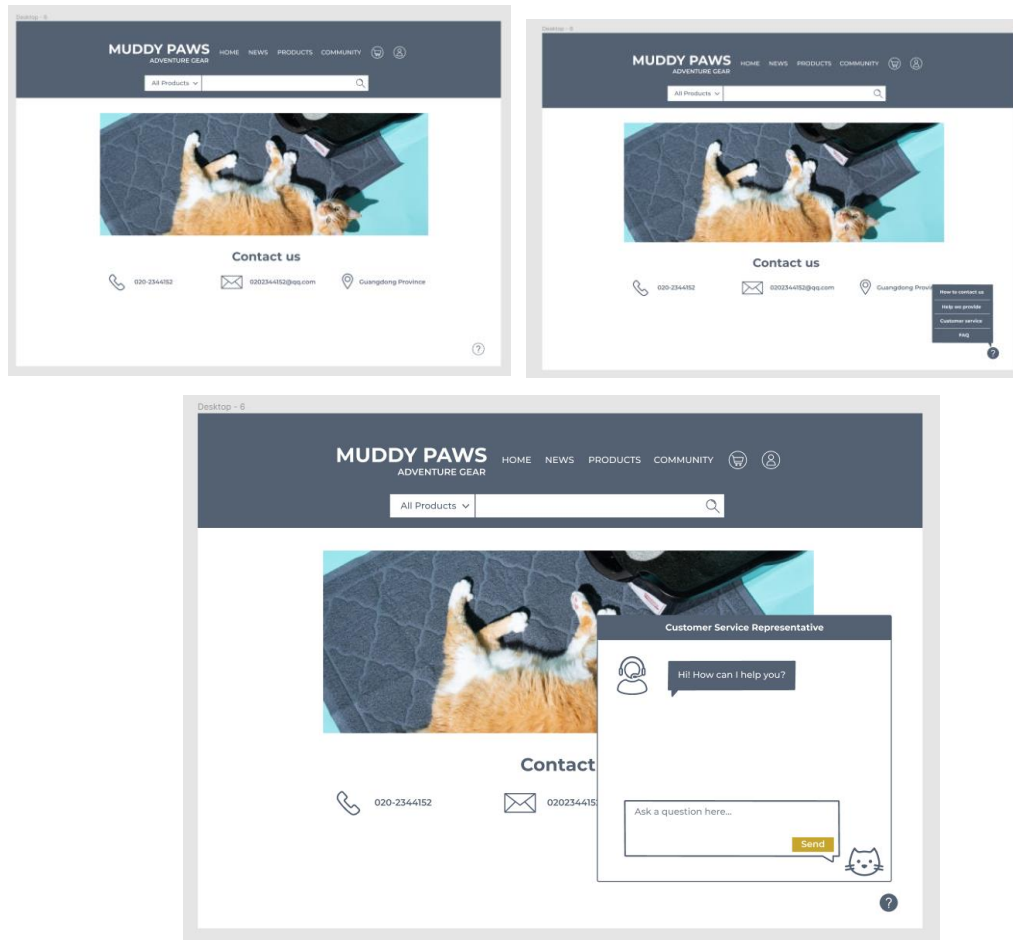 Desktop - 6
MUDDY PAWS
ADVENTURE GEAR
HOME NEWS PRODUCTS COMMUNITY
All Products
Contact us
020-2344152
0202344152@qq.com
Guangdong Province
?
Desktop - 6
MUDDY PAWS
ADVENTURE GEAR
HOME NEWS PRODUCTS COMMUNITY
All Products
Contact us
020-2344152
0202344152@qq.com
Guangdong Provi
How to contact us
Help we provide
Customer service
FAQ
?
Desktop - 6
MUDDY PAWS
ADVENTURE GEAR
HOME NEWS PRODUCTS COMMUNITY
All Products
Customer Service Representative
Hi! How can I help you?
Contact
020-2344152
020234415
Ask a question here...
Send
?